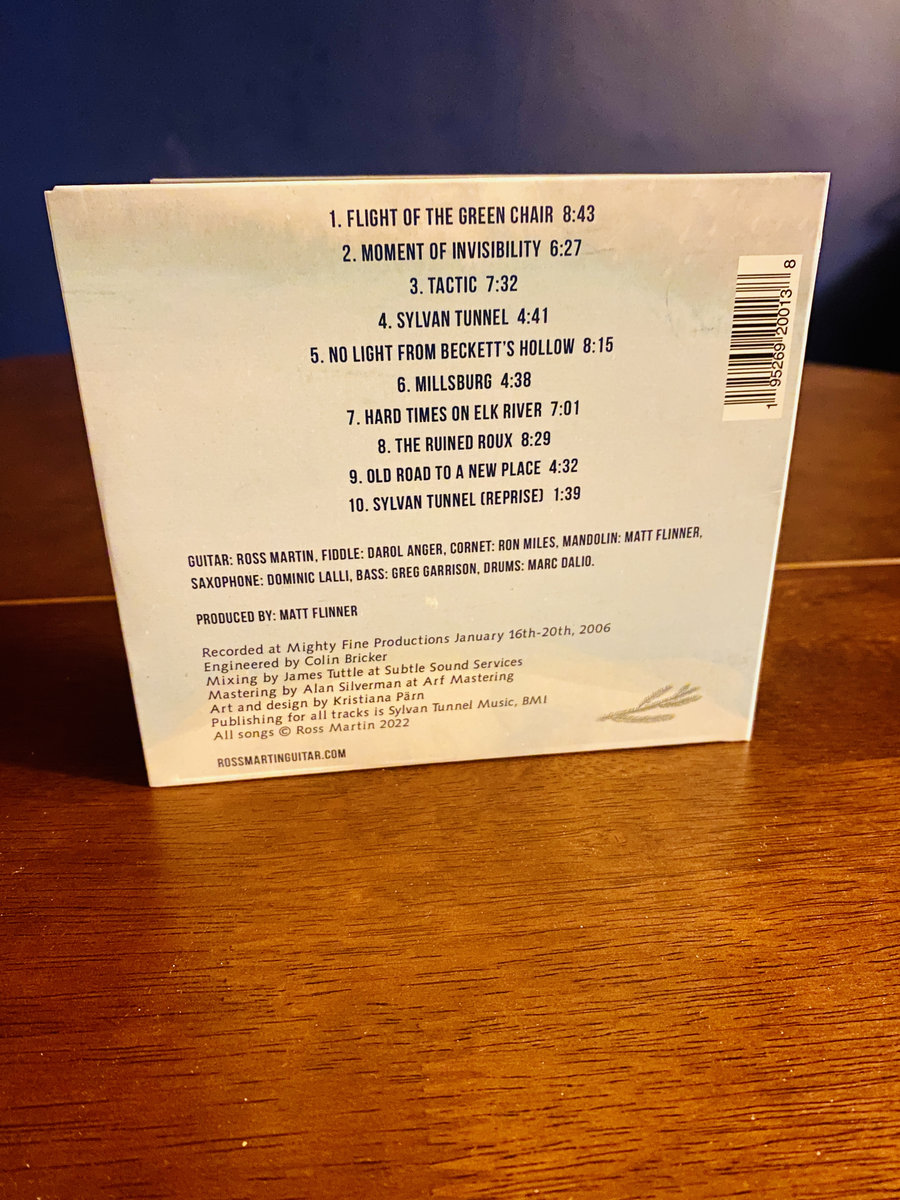 1. FLIGHT OF THE GREEN CHAIR 8:43
2. MOMENT OF INVISIBILITY 6:27
3. TACTIC 7:32
4. SYLVAN TUNNEL 4:41
5. NO LIGHT FROM BECKETT'S HOLLOW 8:15
6. MILLSBURG 4:38
7. HARD TIMES ON ELK RIVER 7:01
8. THE RUINED ROUX 8:29
9. OLD ROAD TO A NEW PLACE 4:32
10. SYLVAN TUNNEL (REPRISE) 1:39
1 95269 20013 8
GUITAR: ROSS MARTIN, FIDDLE: DAROL ANGER, CORNET: RON MILES, MANDOLIN: MATT FLINNER,
SAXOPHONE: DOMINIC LALLI, BASS: GREG GARRISON, DRUMS: MARC DALIO.
PRODUCED BY: MATT FLINNER
Recorded at Mighty Fine Productions January 16th-20th, 2006
Engineered by Colin Bricker
Mixing by James Tuttle at Subtle Sound Services
Mastering by Alan Silverman at Arf Mastering
Art and design by Kristiana Pärn
Publishing for all tracks is Sylvan Tunnel Music, BMI
All songs © Ross Martin 2022
ROSSMARTINGUITAR.COM